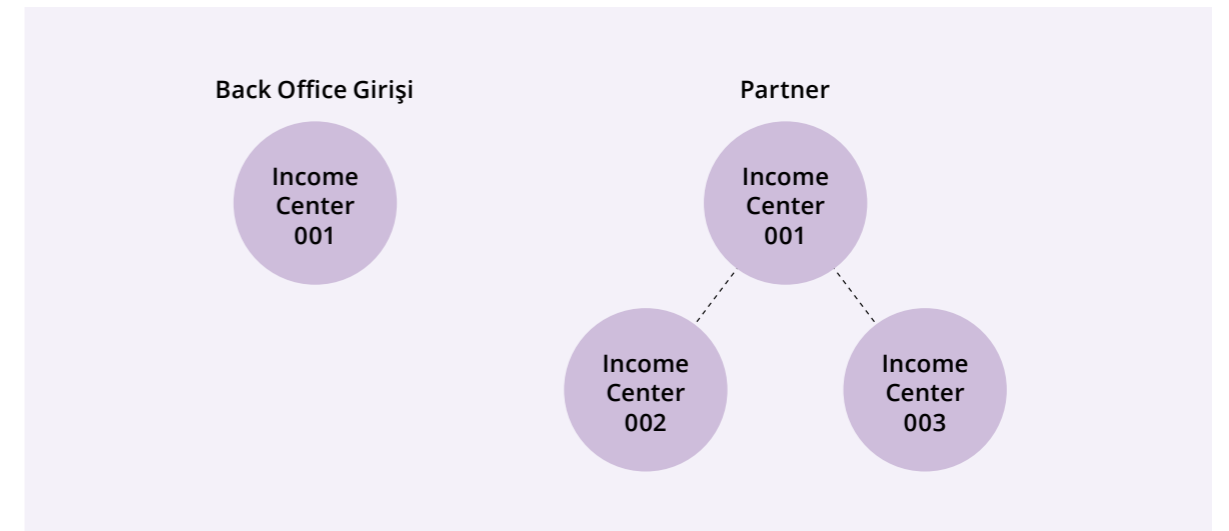 Back Office Girişi
Income
Center
001
Partner
Income
Center
001
Income
Center
002
Income
Center
003